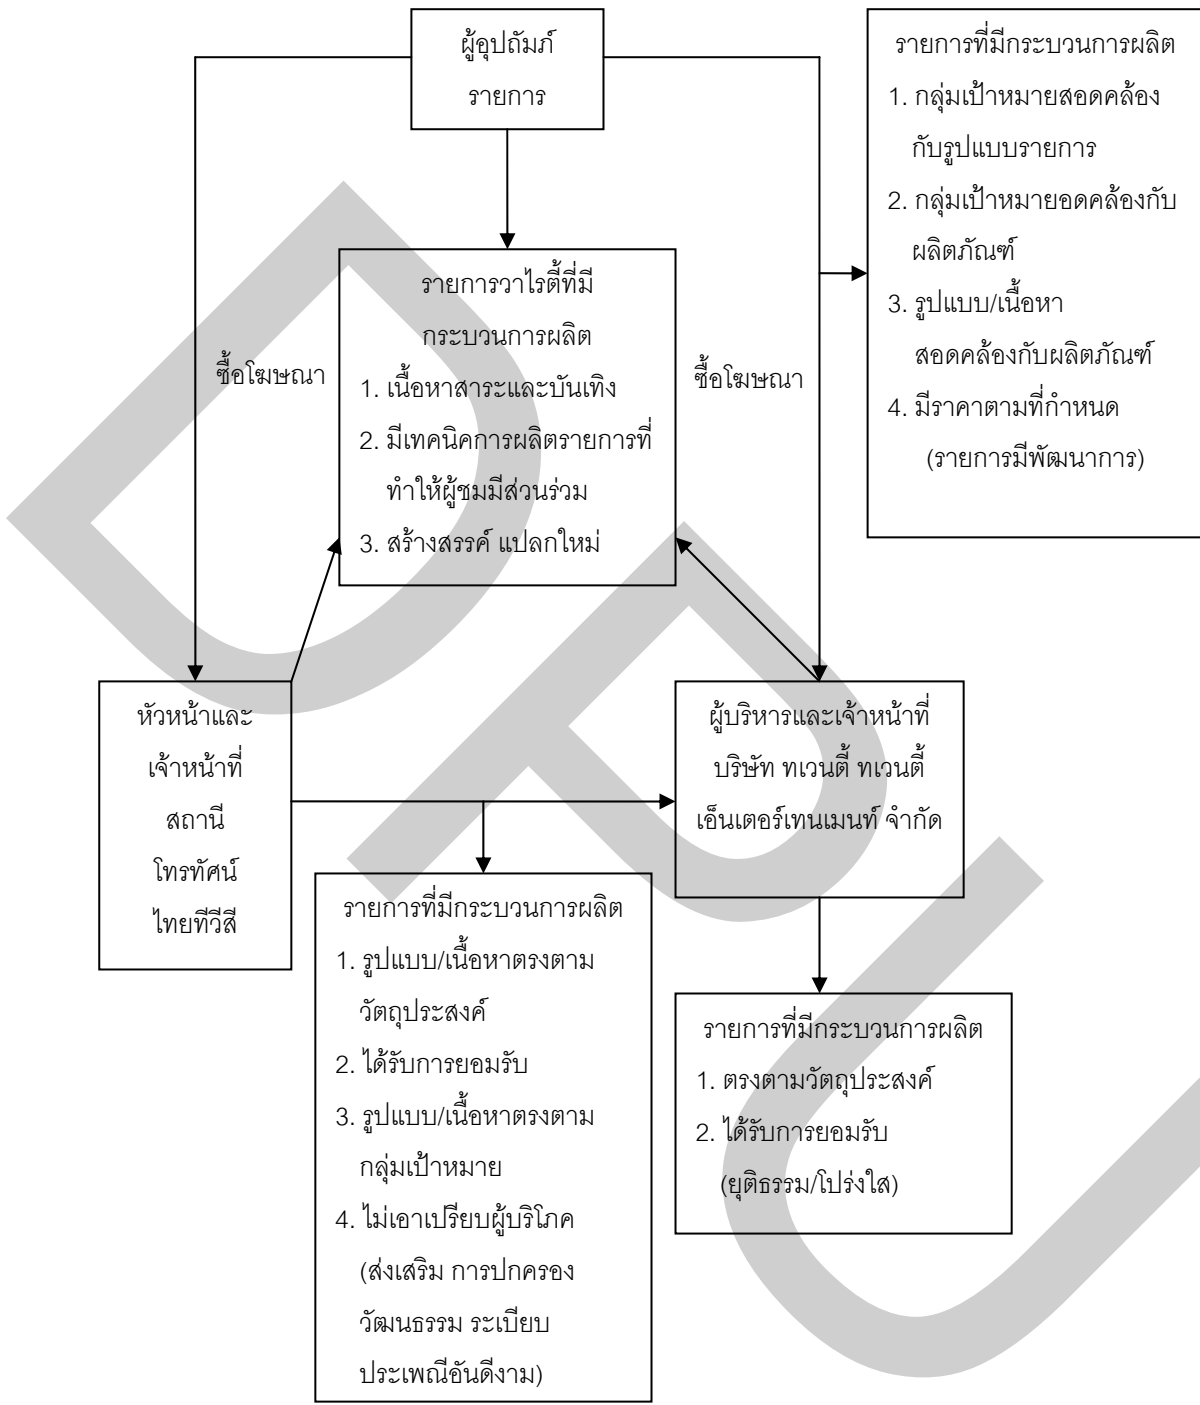 ผู้อุปถัมภ์
รายการ
รายการที่มีกระบวนการผลิต
1. กลุ่มเป้าหมายสอดคล้อง
กับรูปแบบรายการ
2. กลุ่มเป้าหมายอดคล้องกับ
ผลิตภัณฑ์
3. รูปแบบ/เนื้อหา
สอดคล้องกับผลิตภัณฑ์
4. มีราคาตามที่กำหนด
(รายการมีพัฒนาการ)
รายการวาไรตี้ที่มี
กระบวนการผลิต
1. เนื้อหาสาระและบันเทิง
2. มีเทคนิคการผลิตรายการที่
ทำให้ผู้ชมมีส่วนร่วม
3. สร้างสรรค์ แปลกใหม่
ซื้อโฆษณา
ซื้อโฆษณา
หัวหน้าและ
เจ้าหน้าที่
สถานี
โทรทัศน์
ไทยทีวีสี
ผู้บริหารและเจ้าหน้าที่
บริษัท ทเวนตี้ ทเวนตี้
เอ็นเตอร์เทนเมนท์ จำกัด
รายการที่มีกระบวนการผลิต
1. รูปแบบ/เนื้อหาตรงตาม
วัตถุประสงค์
2. ได้รับการยอมรับ
3. รูปแบบ/เนื้อหาตรงตาม
กลุ่มเป้าหมาย
4. ไม่เอาเปรียบผู้บริโภค
(ส่งเสริม การปกครอง
วัฒนธรรม ระเบียบ
ประเพณีอันดีงาม)
รายการที่มีกระบวนการผลิต
1. ตรงตามวัตถุประสงค์
2. ได้รับการยอมรับ
(ยุติธรรม/โปร่งใส)
DPU